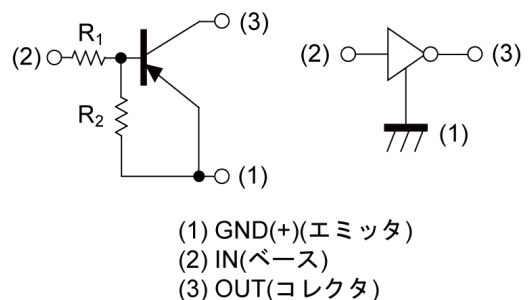 (3)
R1
(2)
R2
(1)
(2)
(3)
(1)
(1) GND(+)(エミッタ)
(2) IN(ベース)
(3) OUT(コレクタ)